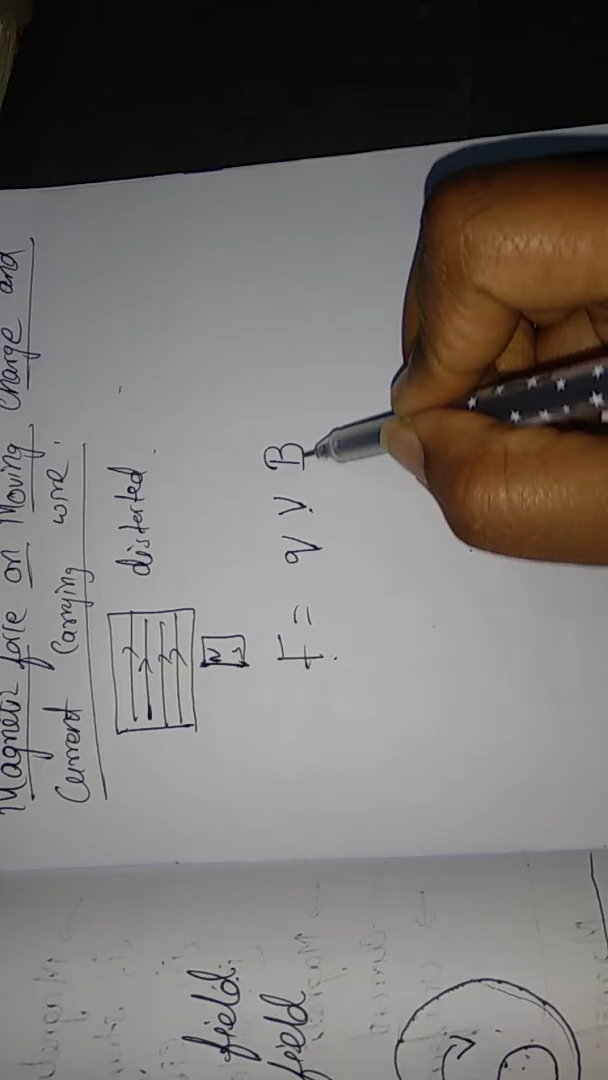 Magnetic force on Moving Charge and
Current Carrying wire.
distorted.
N S
F = q v B
field.
field